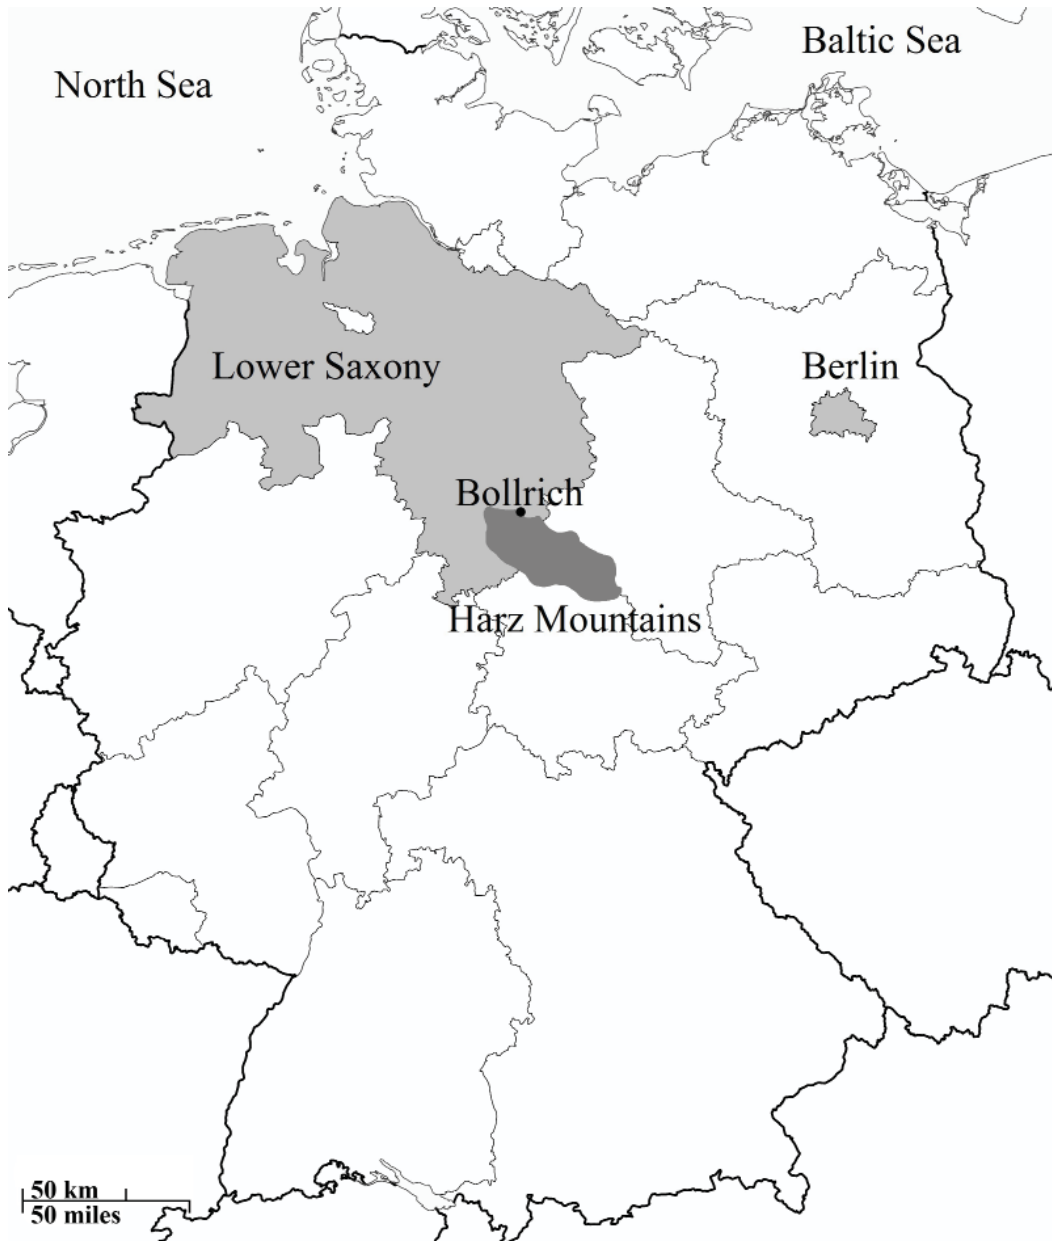 Baltic Sea
North Sea
Lower Saxony
Berlin
Bollrich
Harz Mountains
50 km
50 miles